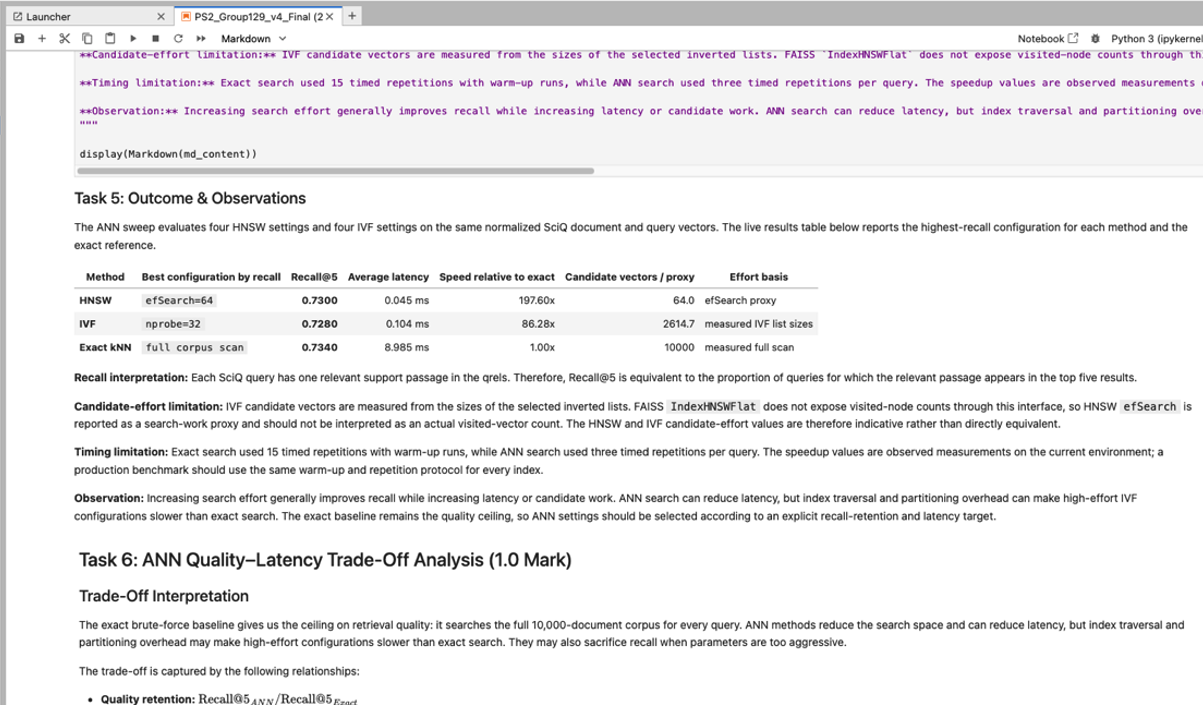 Launcher
PS2_Group129_v4_Final (2
Markdown
Notebook
Python 3 (ipykernel
**Candidate-effort limitation:** IVF candidate vectors are measured from the sizes of the selected inverted lists. FAISS `IndexHNSWFlat` does not expose visited-node counts through th
**Timing limitation:** Exact search used 15 timed repetitions with warm-up runs, while ANN search used three timed repetitions per query. The speedup values are observed measurements
**Observation:** Increasing search effort generally improves recall while increasing latency or candidate work. ANN search can reduce latency, but index traversal and partitioning ove
"""
display(Markdown(md_content))
Task 5: Outcome & Observations
The ANN sweep evaluates four HNSW settings and four IVF settings on the same normalized SciQ document and query vectors. The live results table below reports the highest-recall configuration for each method and the
exact reference.
Method Best configuration by recall Recall@5 Average latency Speed relative to exact Candidate vectors / proxy Effort basis
HNSW efSearch=64 0.7300 0.045 ms 197.60x 64.0 efSearch proxy
IVF nprobe=32 0.7280 0.104 ms 86.28x 2614.7 measured IVF list sizes
Exact kNN full corpus scan 0.7340 8.985 ms 1.00x 10000 measured full scan
Recall interpretation: Each SciQ query has one relevant support passage in the qrels. Therefore, Recall@5 is equivalent to the proportion of queries for which the relevant passage appears in the top five results.
Candidate-effort limitation: IVF candidate vectors are measured from the sizes of the selected inverted lists. FAISS IndexHNSWFlat does not expose visited-node counts through this interface, so HNSW efSearch is
reported as a search-work proxy and should not be interpreted as an actual visited-vector count. The HNSW and IVF candidate-effort values are therefore indicative rather than directly equivalent.
Timing limitation: Exact search used 15 timed repetitions with warm-up runs, while ANN search used three timed repetitions per query. The speedup values are observed measurements on the current environment; a
production benchmark should use the same warm-up and repetition protocol for every index.
Observation: Increasing search effort generally improves recall while increasing latency or candidate work. ANN search can reduce latency, but index traversal and partitioning overhead can make high-effort IVF
configurations slower than exact search. The exact baseline remains the quality ceiling, so ANN settings should be selected according to an explicit recall-retention and latency target.
Task 6: ANN Quality–Latency Trade-Off Analysis (1.0 Mark)
Trade-Off Interpretation
The exact brute-force baseline gives us the ceiling on retrieval quality: it searches the full 10,000-document corpus for every query. ANN methods reduce the search space and can reduce latency, but index traversal and
partitioning overhead may make high-effort configurations slower than exact search. They may also sacrifice recall when parameters are too aggressive.
The trade-off is captured by the following relationships:
• Quality retention: Recall@5ANN/Recall@5Exact